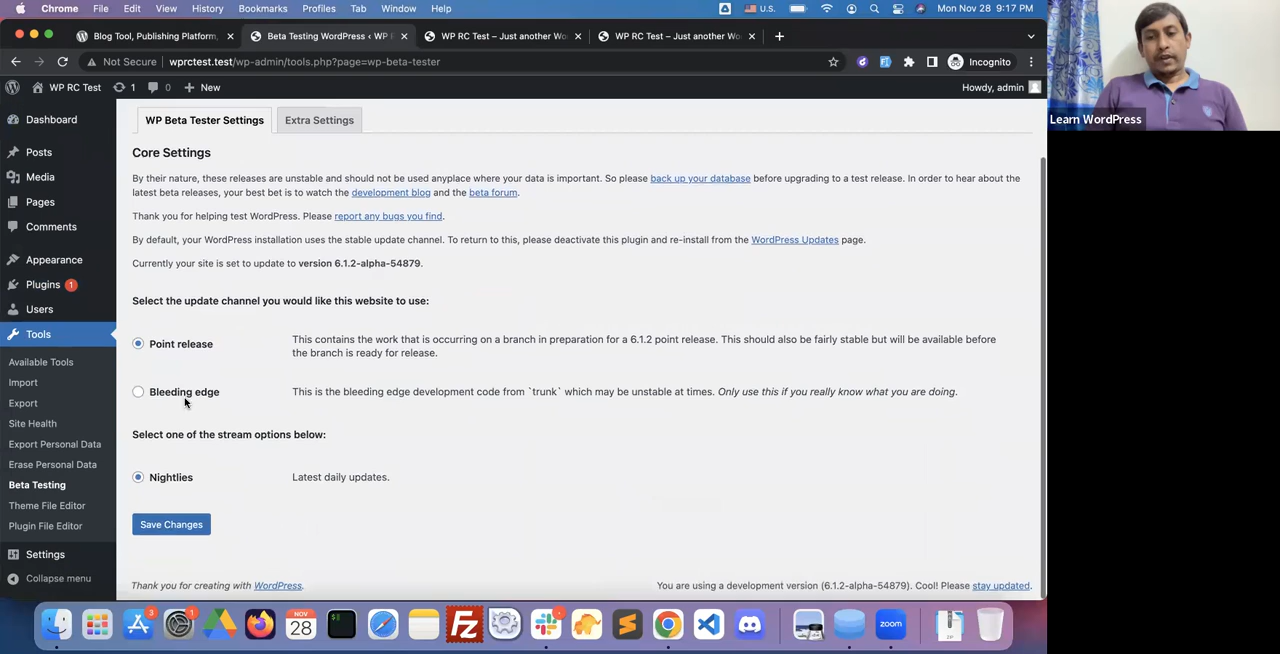 Chrome File Edit View History Bookmarks Profiles Tab Window Help U.S. Mon Nov 28 9:17 PM
Blog Tool, Publishing Platform, Beta Testing WordPress ‹ WP R WP RC Test – Just another Wo WP RC Test – Just another Wo
Not Secure wprctest.test/wp-admin/tools.php?page=wp-beta-tester Incognito
WP RC Test 1 0 New Howdy, admin
Dashboard
Posts
Media
Pages
Comments
Appearance
Plugins 1
Users
Tools
Available Tools
Import
Export
Site Health
Export Personal Data
Erase Personal Data
Beta Testing
Theme File Editor
Plugin File Editor
Settings
Collapse menu
WP Beta Tester Settings Extra Settings
Core Settings
By their nature, these releases are unstable and should not be used anyplace where your data is important. So please back up your database before upgrading to a test release. In order to hear about the
latest beta releases, your best bet is to watch the development blog and the beta forum.
Thank you for helping test WordPress. Please report any bugs you find.
By default, your WordPress installation uses the stable update channel. To return to this, please deactivate this plugin and re-install from the WordPress Updates page.
Currently your site is set to update to version 6.1.2-alpha-54879.
Select the update channel you would like this website to use:
Point release This contains the work that is occurring on a branch in preparation for a 6.1.2 point release. This should also be fairly stable but will be available before
the branch is ready for release.
Bleeding edge This is the bleeding edge development code from `trunk` which may be unstable at times. Only use this if you really know what you are doing.
Select one of the stream options below:
Nightlies Latest daily updates.
Save Changes
Thank you for creating with WordPress. You are using a development version (6.1.2-alpha-54879). Cool! Please stay updated.
Learn WordPress
3 1 NOV
28 Fz zoom
ZIP